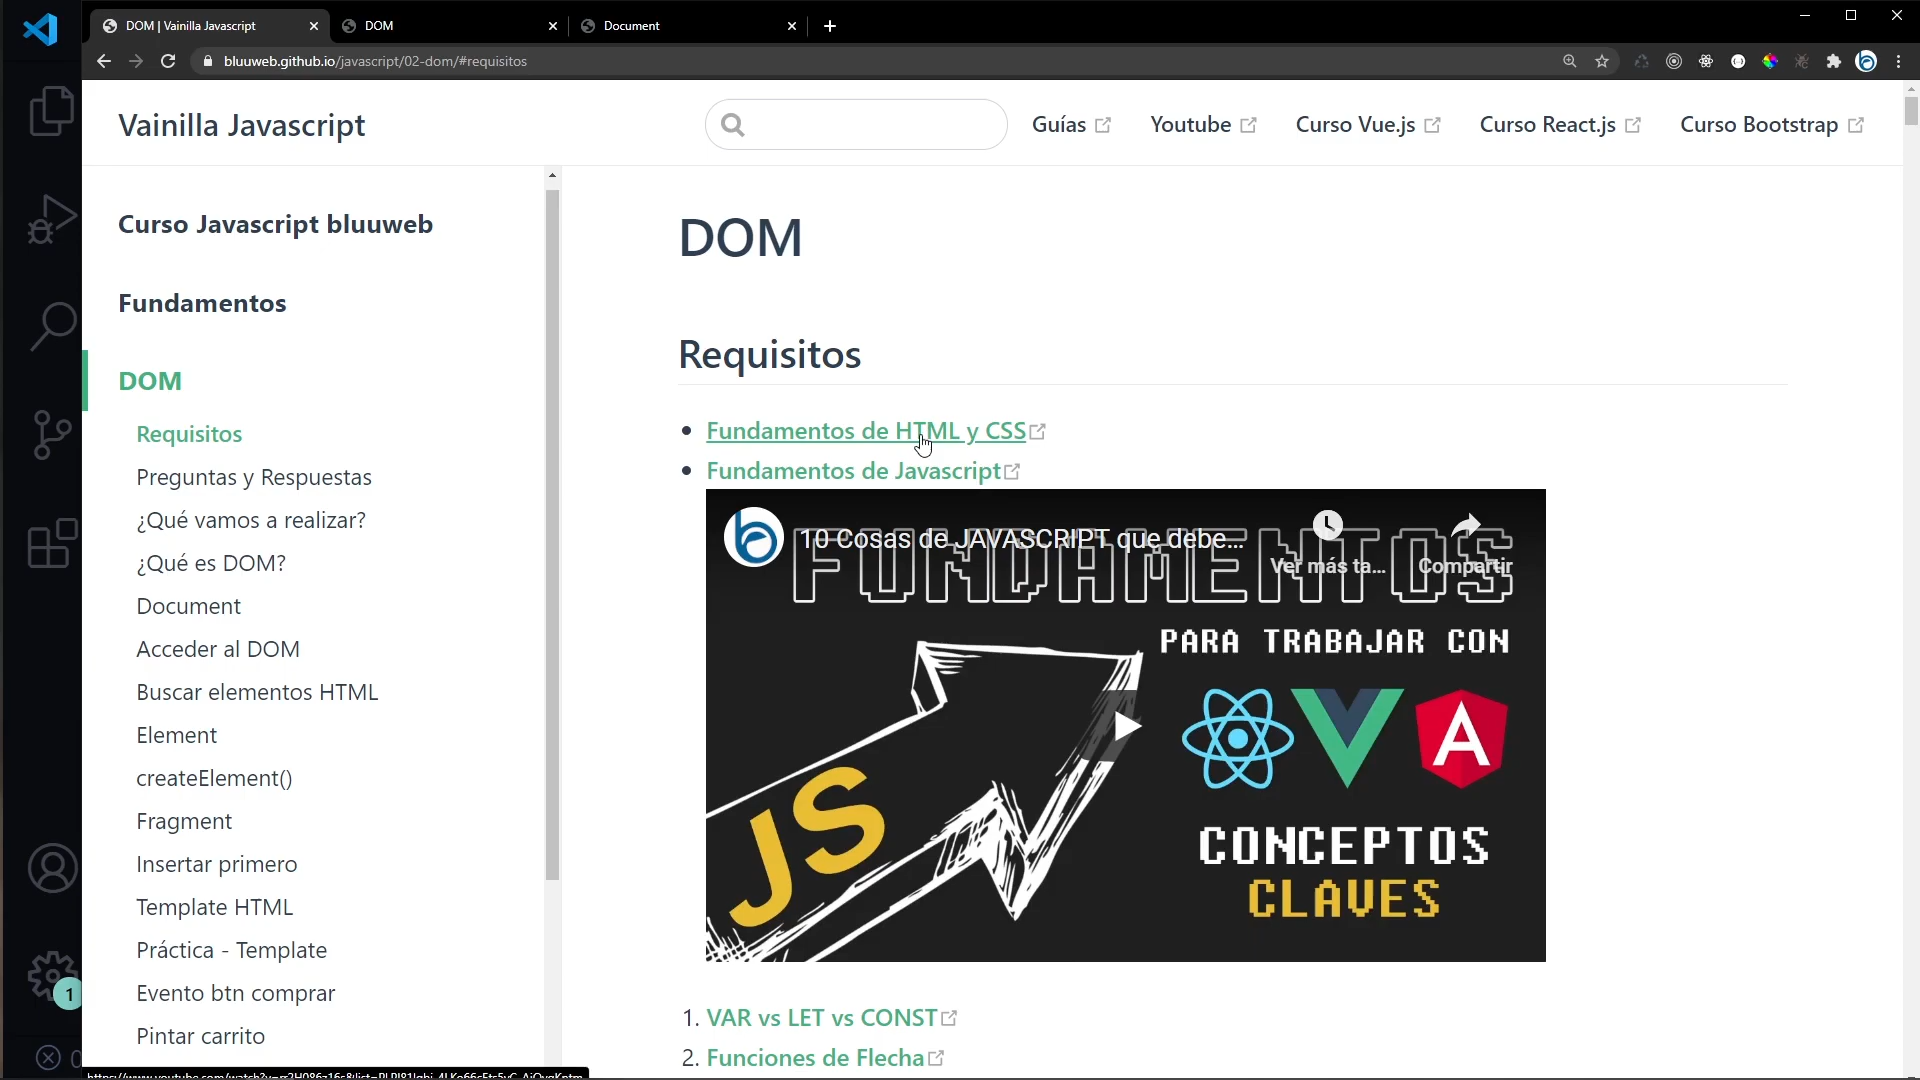 DOM | Vainilla Javascript
DOM
Document
bluuweb.github.io/javascript/02-dom/#requisitos
Vainilla Javascript
Guías
Youtube
Curso Vue.js
Curso React.js
Curso Bootstrap
Curso Javascript bluuweb
Fundamentos
DOM
Requisitos
Preguntas y Respuestas
¿Qué vamos a realizar?
¿Qué es DOM?
Document
Acceder al DOM
Buscar elementos HTML
Element
createElement()
Fragment
Insertar primero
Template HTML
Práctica - Template
Evento btn comprar
Pintar carrito
DOM
Requisitos
Fundamentos de HTML y CSS
Fundamentos de Javascript
10 Cosas de JAVASCRIPT que debe...
Ver más ta...
Compartir
FUNDAMENTOS
PARA TRABAJAR CON
JS
CONCEPTOS
CLAVES
1. VAR vs LET vs CONST
2. Funciones de Flecha
1
0